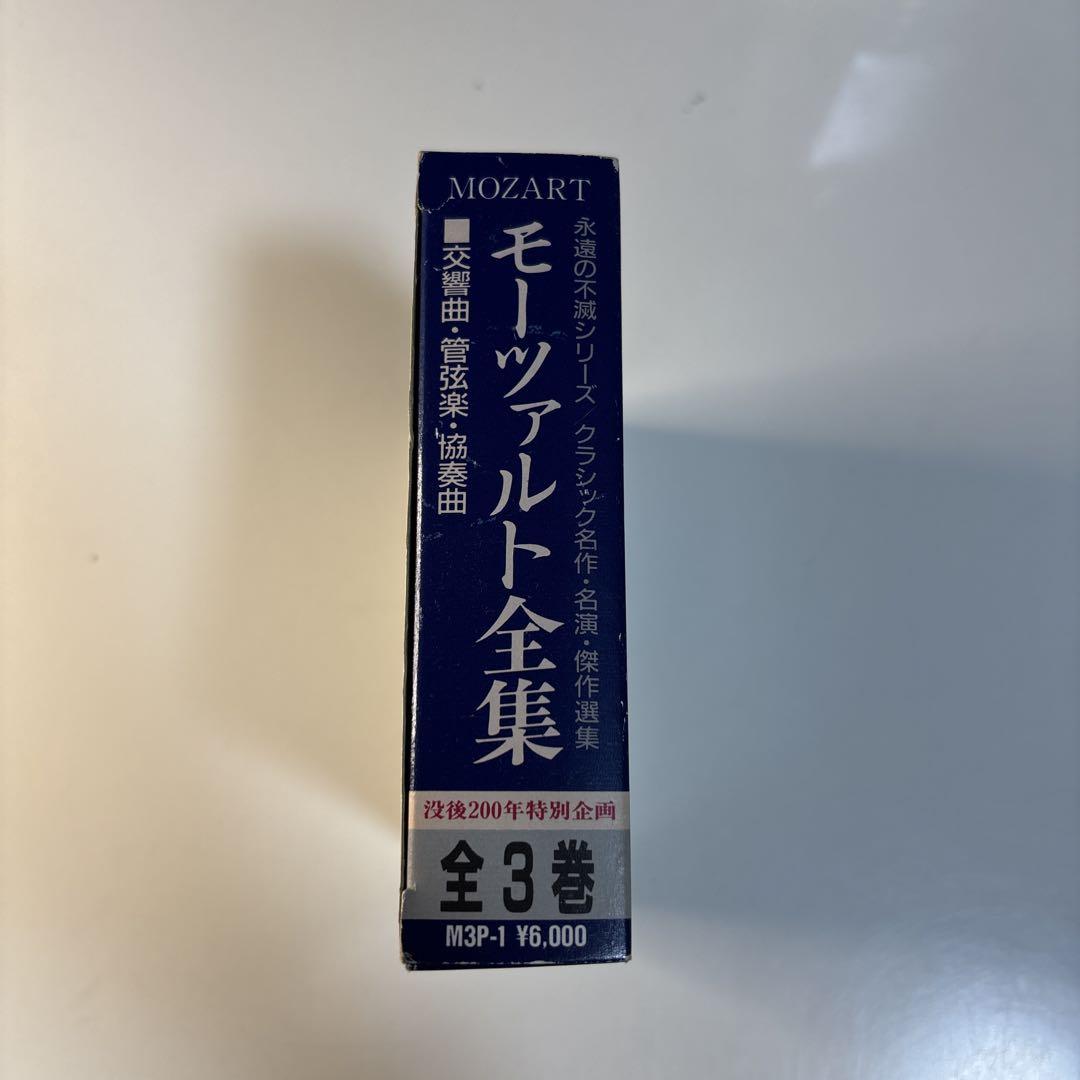 MOZART
永遠の不滅シリーズ/クラシック名作・名演・傑作選集
モーツァルト全集
■交響曲・管弦楽・協奏曲
没後200年特別企画
全3巻
M3P-1 ¥6,000